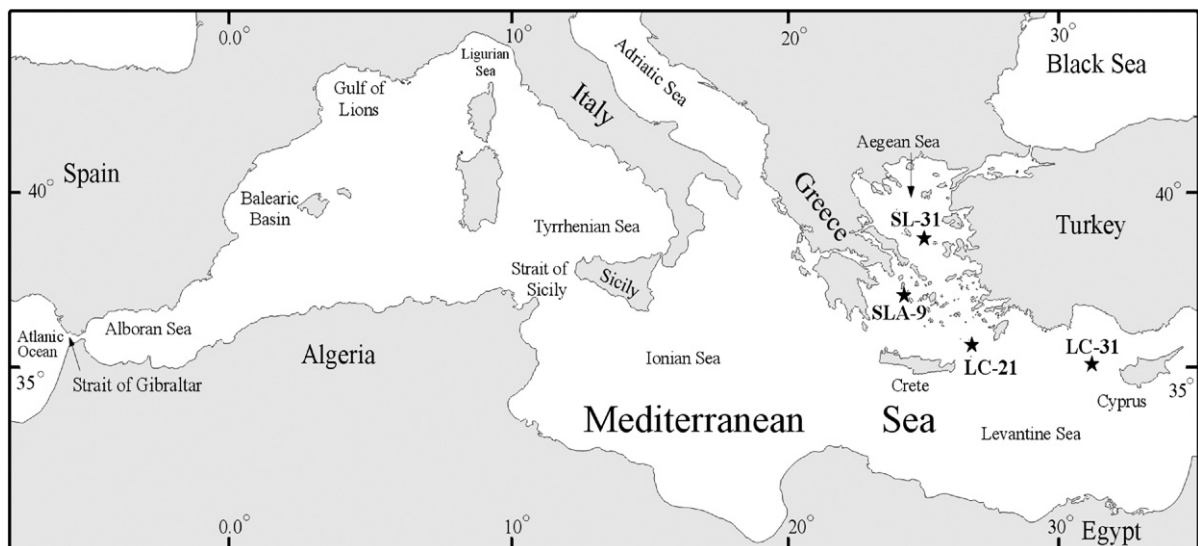 0.0°
10°
20°
30°
Black Sea
Ligurian
Sea
Adriatic Sea
Gulf of
Lions
Italy
Aegean Sea
Spain
40°
40°
Balearic
Basin
Greece
SL-31
Turkey
Tyrrhenian Sea
Strait of
Sicily
Sicily
SLA-9
Atlanic
Ocean
Alboran Sea
Algeria
Ionian Sea
LC-31
LC-21
35°
Strait of Gibraltar
Crete
35°
Cyprus
Mediterranean Sea
Levantine Sea
0.0°
10°
20°
30°
Egypt